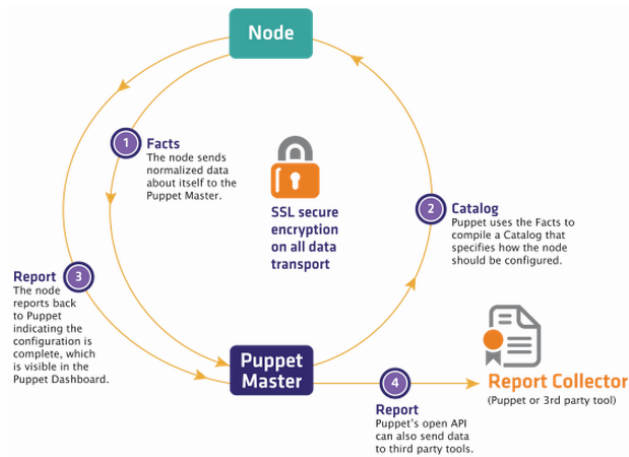 Node
1
Facts
The node sends
normalized data
about itself to the
Puppet Master.
SSL secure
encryption
on all data
transport
2
Catalog
Puppet uses the Facts to
compile a Catalog that
specifies how the node
should be configured.
Report
3
The node
reports back
to Puppet
indicating the
configuration is
complete, which
is visible in the
Puppet Dashboard.
Puppet
Master
4
Report
Puppet's open API
can also send data
to third party tools.
Report Collector
(Puppet or 3rd party tool)